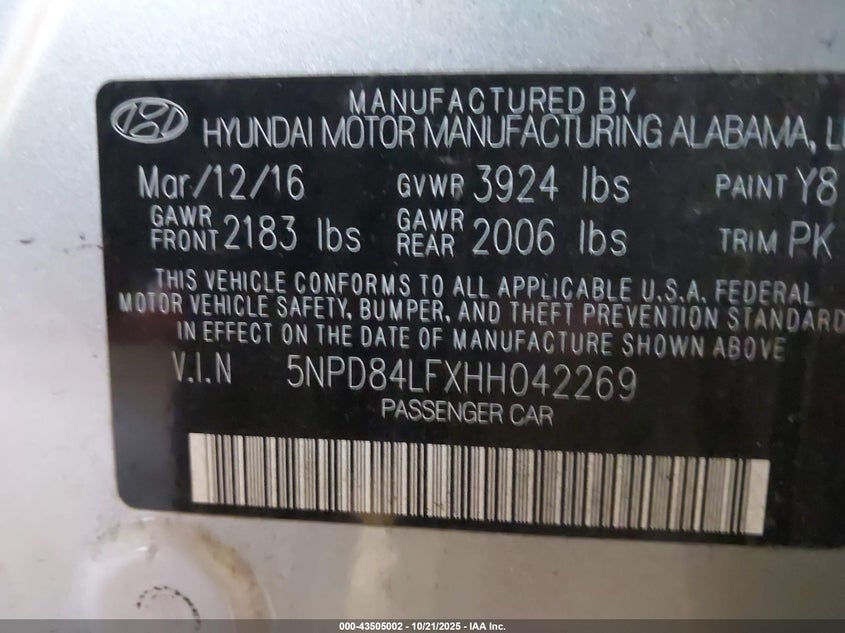 MANUFACTURED BY
HYUNDAI MOTOR MANUFACTURING ALABAMA,
Mar/12/16 GVWR 3924 lbs PAINT Y8
GAWR FRONT 2183 lbs GAWR REAR 2006 lbs TRIM PK
THIS VEHICLE CONFORMS TO ALL APPLICABLE U.S.A. FEDERAL
MOTOR VEHICLE SAFETY, BUMPER, AND THEFT PREVENTION STANDARD
IN EFFECT ON THE DATE OF MANUFACTURE SHOWN ABOVE
V.I.N 5NPD84LFXHH042269
PASSENGER CAR
000-43505002 - 10/21/2025 - IAA Inc.